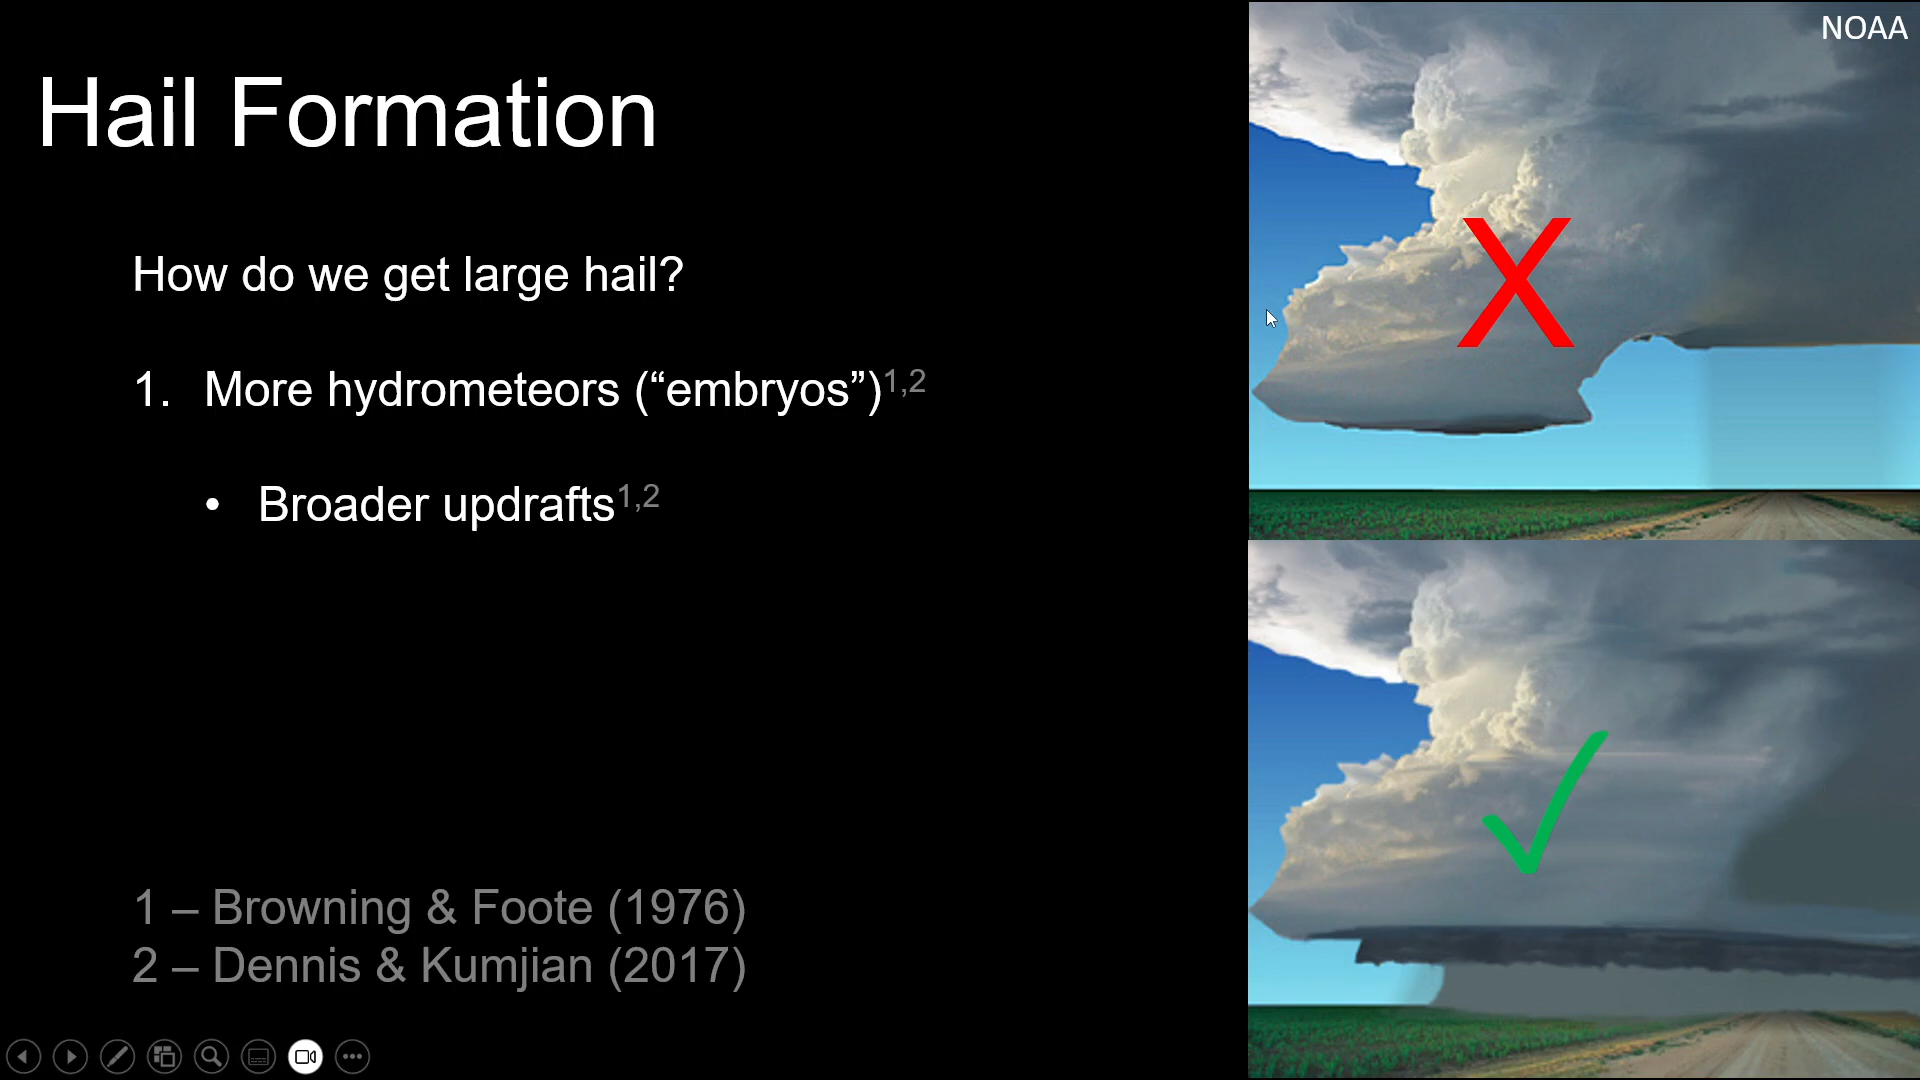 NOAA
Hail Formation
How do we get large hail?
1. More hydrometeors (“embryos”)1,2
• Broader updrafts1,2
1 – Browning & Foote (1976)
2 – Dennis & Kumjian (2017)